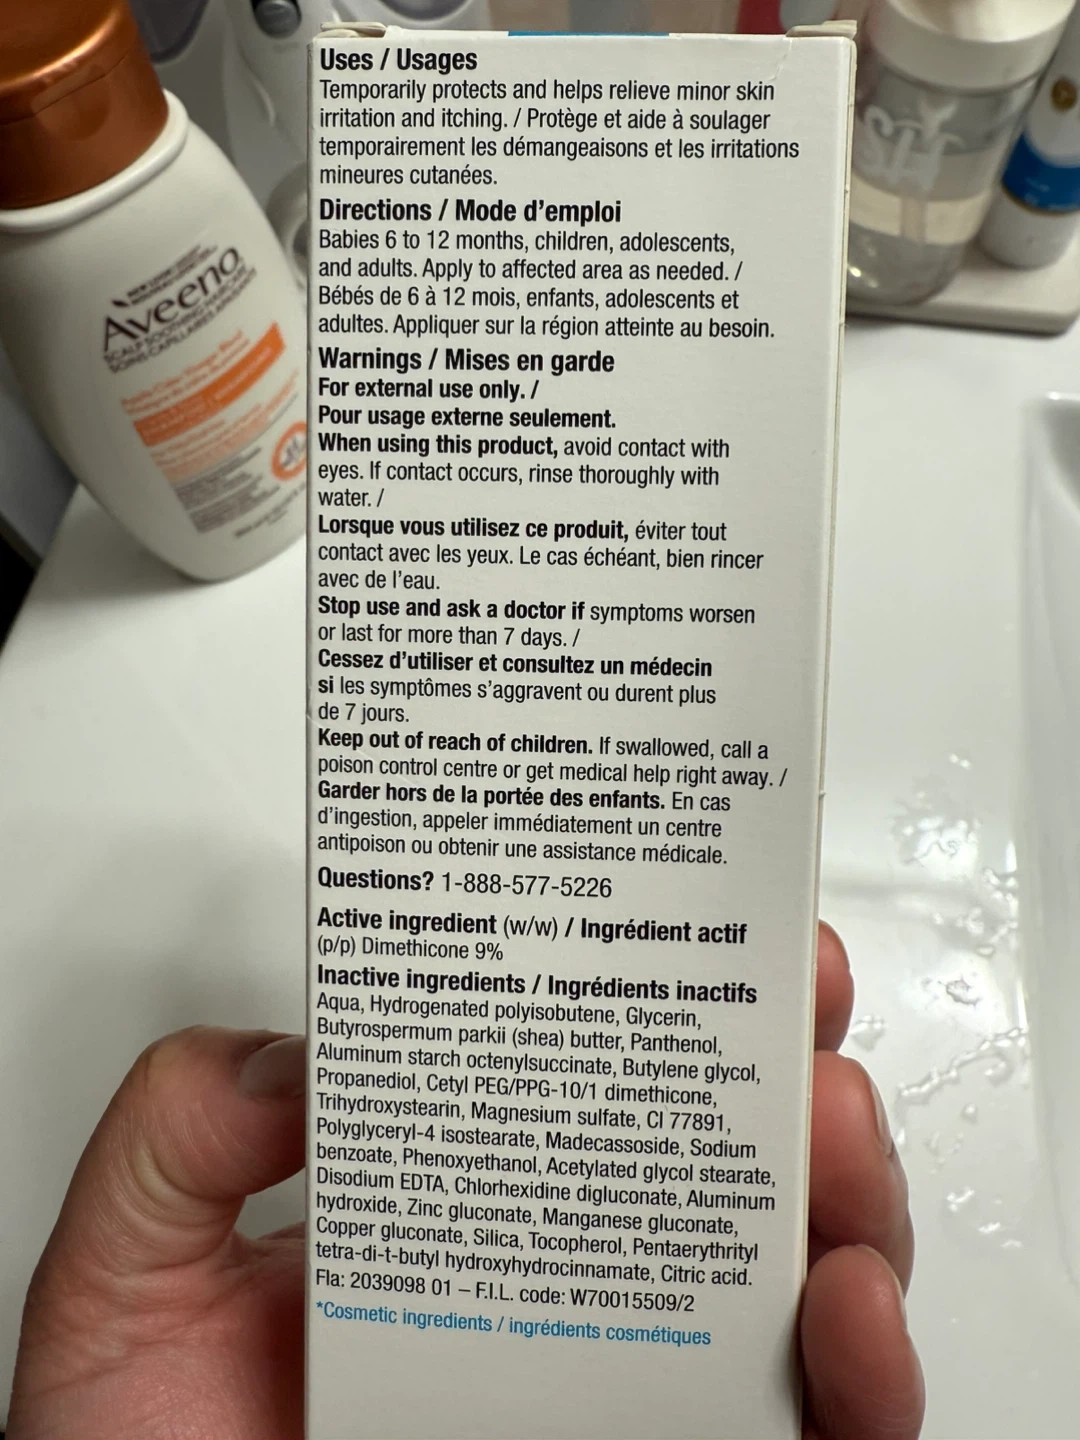 Uses / Usages
Temporarily protects and helps relieve minor skin
irritation and itching. / Protège et aide à soulager
temporairement les démangeaisons et les irritations
mineures cutanées.
Directions / Mode d’emploi
Babies 6 to 12 months, children, adolescents,
and adults. Apply to affected area as needed. /
Bébés de 6 à 12 mois, enfants, adolescents et
adultes. Appliquer sur la région atteinte au besoin.
Warnings / Mises en garde
For external use only. /
Pour usage externe seulement.
When using this product, avoid contact with
eyes. If contact occurs, rinse thoroughly with
water. /
Lorsque vous utilisez ce produit, éviter tout
contact avec les yeux. Le cas échéant, bien rincer
avec de l’eau.
Stop use and ask a doctor if symptoms worsen
or last for more than 7 days. /
Cessez d’utiliser et consultez un médecin
si les symptômes s’aggravent ou durent plus
de 7 jours.
Keep out of reach of children. If swallowed, call a
poison control centre or get medical help right away. /
Garder hors de la portée des enfants. En cas
d’ingestion, appeler immédiatement un centre
antipoison ou obtenir une assistance médicale.
Questions? 1-888-577-5226
Active ingredient (w/w) / Ingrédient actif
(p/p) Dimethicone 9%
Inactive ingredients / Ingrédients inactifs
Aqua, Hydrogenated polyisobutene, Glycerin,
Butyrospermum parkii (shea) butter, Panthenol,
Aluminum starch octenylsuccinate, Butylene glycol,
Propanediol, Cetyl PEG/PPG-10/1 dimethicone,
Trihydroxystearin, Magnesium sulfate, CI 77891,
Polyglyceryl-4 isostearate, Madecassoside, Sodium
benzoate, Phenoxyethanol, Acetylated glycol stearate,
Disodium EDTA, Chlorhexidine digluconate, Aluminum
hydroxide, Zinc gluconate, Manganese gluconate,
Copper gluconate, Silica, Tocopherol, Pentaerythrityl
tetra-di-t-butyl hydroxyhydrocinnamate, Citric acid.
Fla: 2039098 01 – F.I.L. code: W70015509/2
*Cosmetic ingredients / ingrédients cosmétiques
Aveeno
SCALP SOOTHING
SOINS CAPILLAIRES APAISANTS